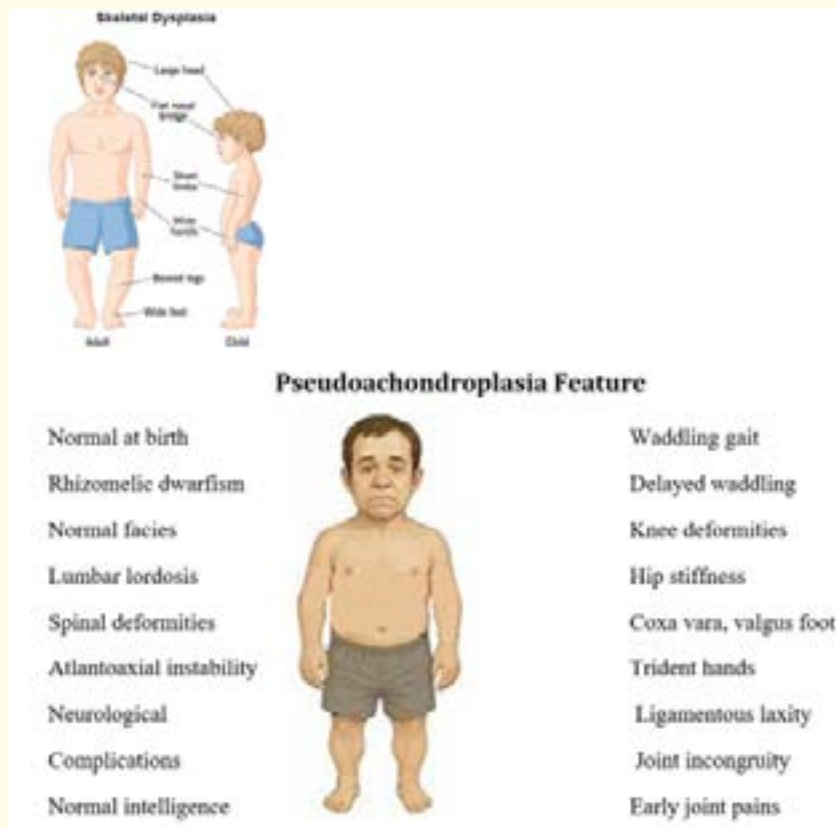 Skeletal Dysplasia
Large head
Flat nasal
bridge
Short
limbs
Wide
hands
Bowed legs
Wide feet
Adult
Child
Pseudoachondroplasia Feature
Normal at birth
Rhizomelic dwarfism
Normal facies
Lumbar lordosis
Spinal deformities
Atlantoaxial instability
Neurological
Complications
Normal intelligence
Waddling gait
Delayed waddling
Knee deformities
Hip stiffness
Coxa vara, valgus foot
Trident hands
Ligamentous laxity
Joint incongruity
Early joint pains